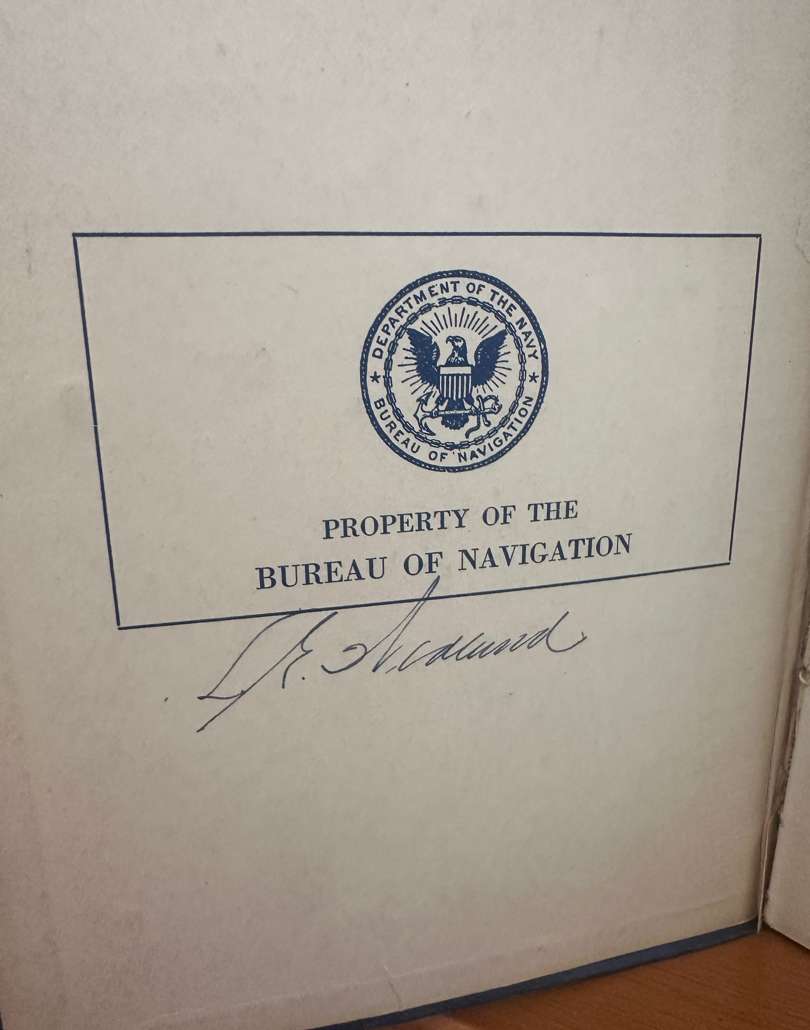 DEPARTMENT OF THE NAVY
BUREAU OF NAVIGATION
PROPERTY OF THE
BUREAU OF NAVIGATION